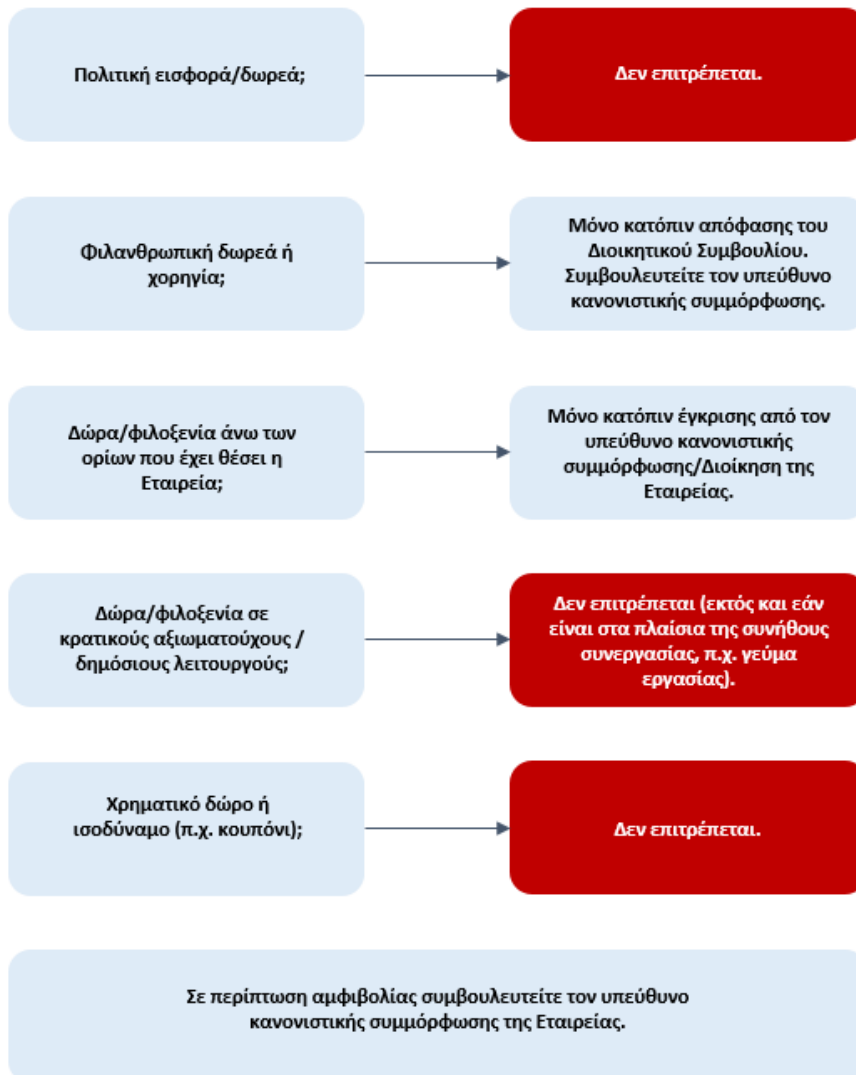 Πολιτική εισφορά/δωρεά;
Δεν επιτρέπεται.
Φιλανθρωπική δωρεά ή
χορηγία;
Μόνο κατόπιν απόφασης του
Διοικητικού Συμβουλίου.
Συμβουλευτείτε τον υπεύθυνο
κανονιστικής συμμόρφωσης.
Δώρα/φιλοξενία άνω των
ορίων που έχει θέσει η
Εταιρεία;
Μόνο κατόπιν έγκρισης από τον
υπεύθυνο κανονιστικής
συμμόρφωσης/Διοίκηση της
Εταιρείας.
Δώρα/φιλοξενία σε
κρατικούς αξιωματούχους /
δημόσιους λειτουργούς;
Δεν επιτρέπεται (εκτός και εάν
είναι στα πλαίσια της συνήθους
συνεργασίας, π.χ. γεύμα
εργασίας).
Χρηματικό δώρο ή
ισοδύναμο (π.χ. κουπόνι);
Δεν επιτρέπεται.
Σε περίπτωση αμφιβολίας συμβουλευτείτε τον υπεύθυνο
κανονιστικής συμμόρφωσης της Εταιρείας.